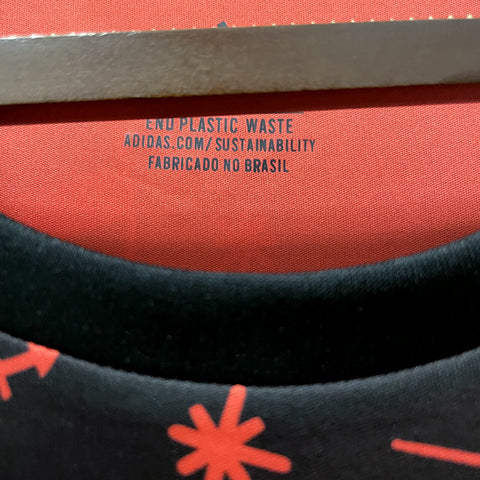 END PLASTIC WASTE
ADIDAS.COM/SUSTAINABILITY
FABRICADO NO BRASIL